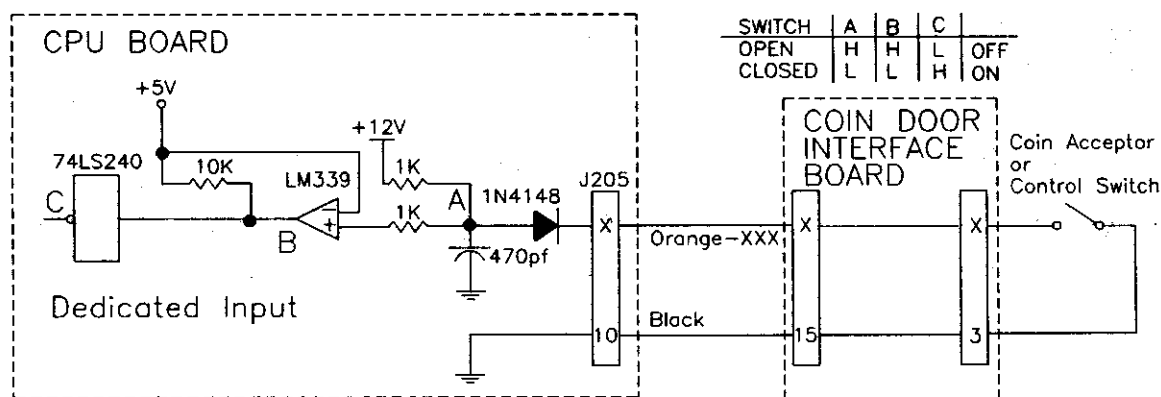 CPU BOARD
SWITCH A B C
OPEN H H L OFF
CLOSED L L H ON
+5V
+12V
COIN DOOR
INTERFACE
BOARD
Coin Acceptor
or
Control Switch
74LS240
10K
LM339
1K
A
1N4148
J205
C
B
+
1K
X
Orange-XXX
X
X
470pf
Dedicated Input
Black
10
15
3